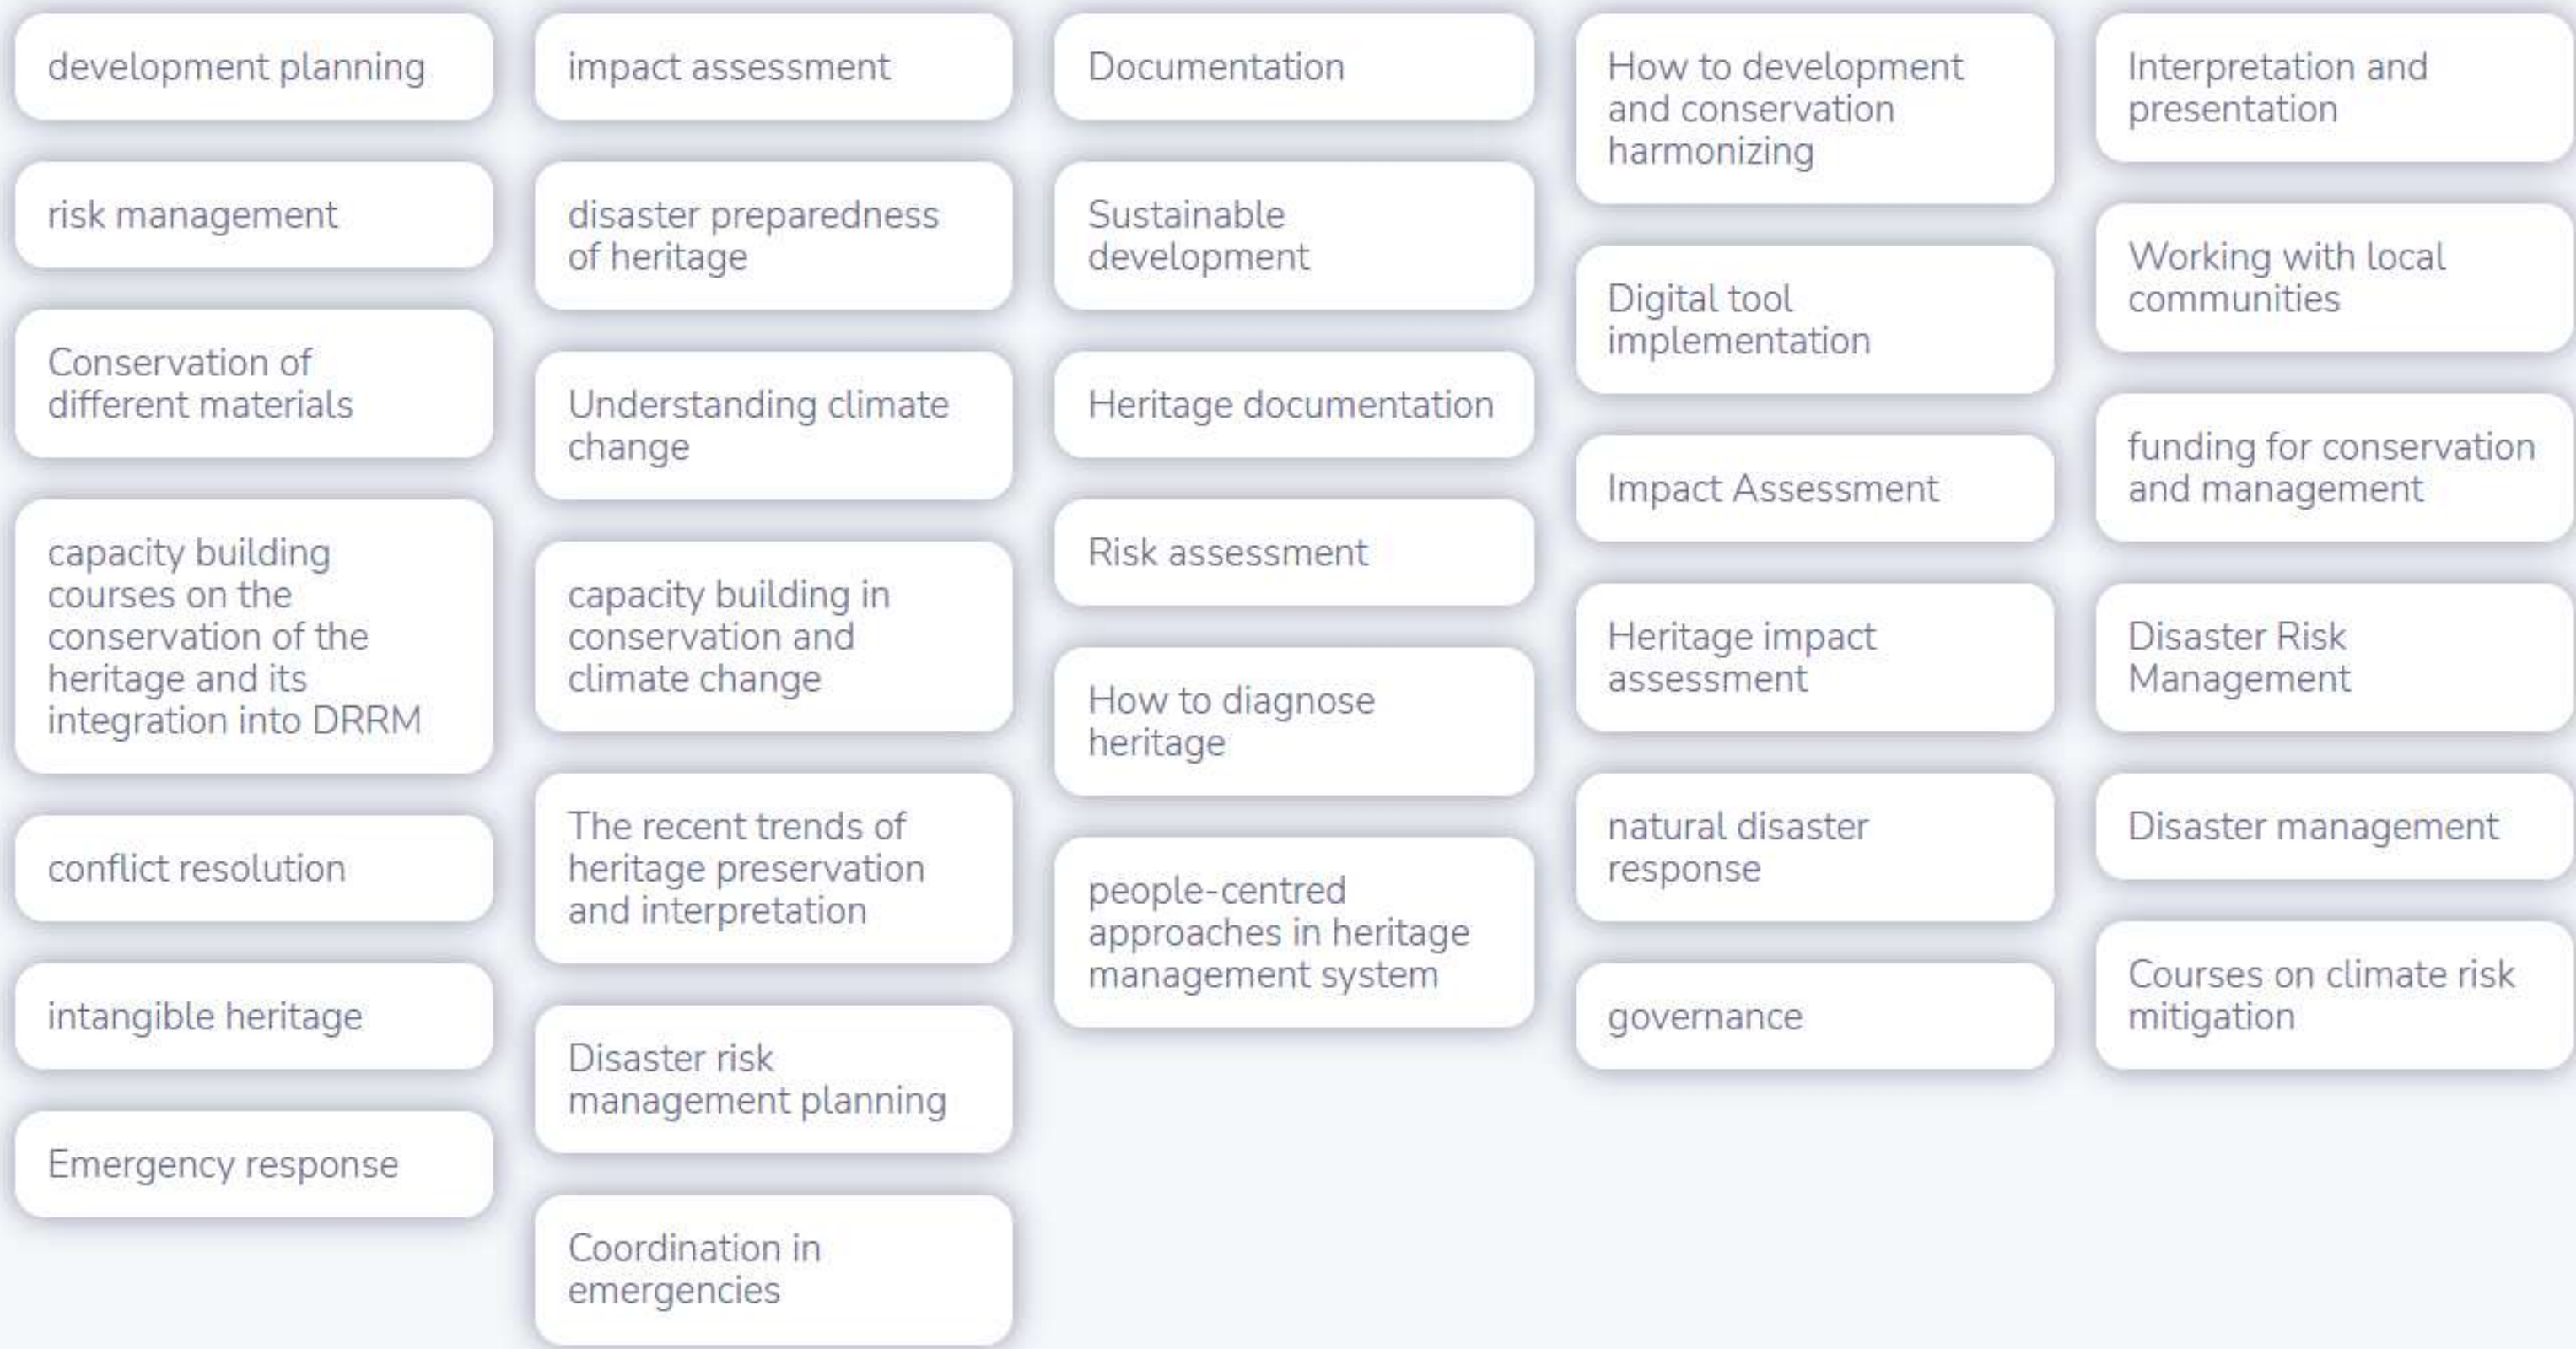 development planning
risk management
Conservation of
different materials
capacity building
courses on the
conservation of the
heritage and its
integration into DRRM
conflict resolution
intangible heritage
Emergency response
impact assessment
disaster preparedness
of heritage
Understanding climate
change
capacity building in
conservation and
climate change
The recent trends of
heritage preservation
and interpretation
Disaster risk
management planning
Coordination in
emergencies
Documentation
Sustainable
development
Heritage documentation
Risk assessment
How to diagnose
heritage
people-centred
approaches in heritage
management system
How to development
and conservation
harmonizing
Digital tool
implementation
Impact Assessment
Heritage impact
assessment
natural disaster
response
governance
Interpretation and
presentation
Working with local
communities
funding for conservation
and management
Disaster Risk
Management
Disaster management
Courses on climate risk
mitigation